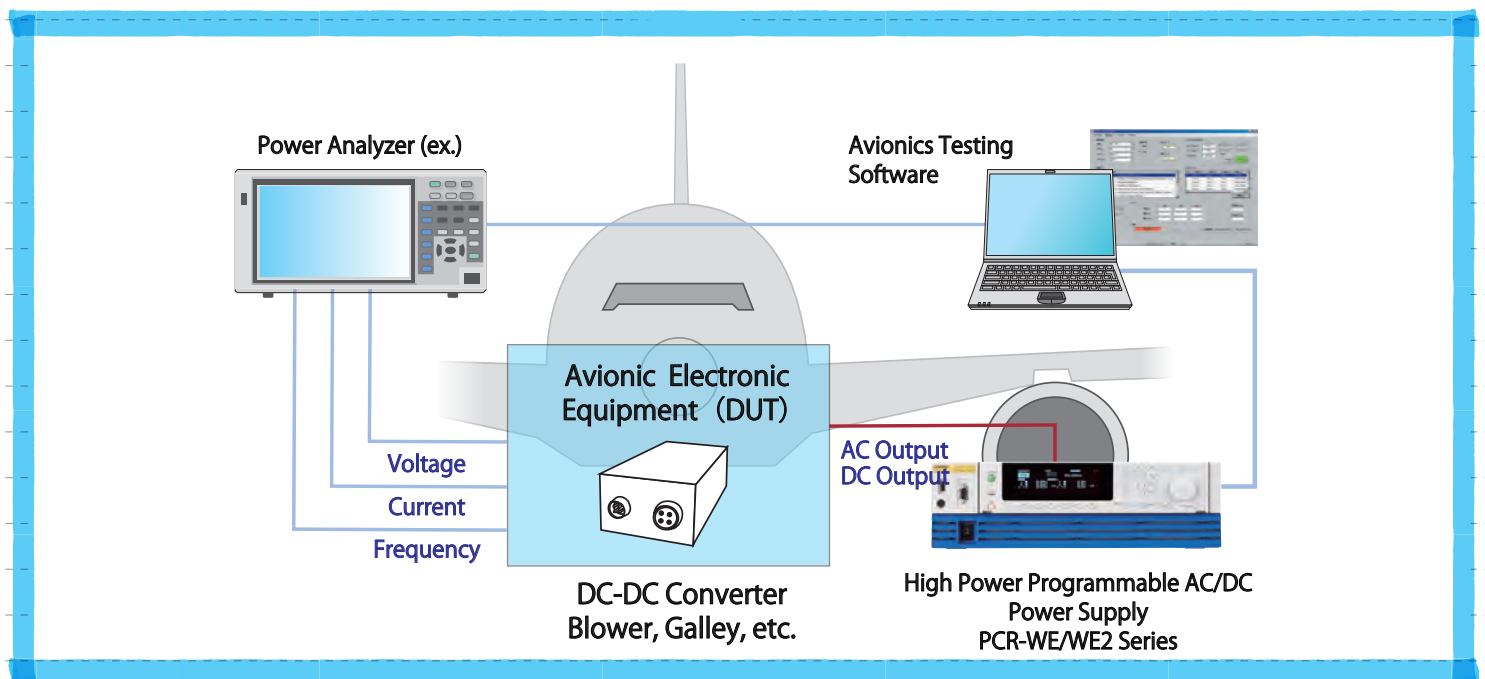 Power Analyzer (ex.)
Avionics Testing
Software
Avionic Electronic
Equipment (DUT)
Voltage
Current
Frequency
AC Output
DC Output
DC-DC Converter
Blower, Galley, etc.
High Power Programmable AC/DC
Power Supply
PCR-WE/WE2 Series